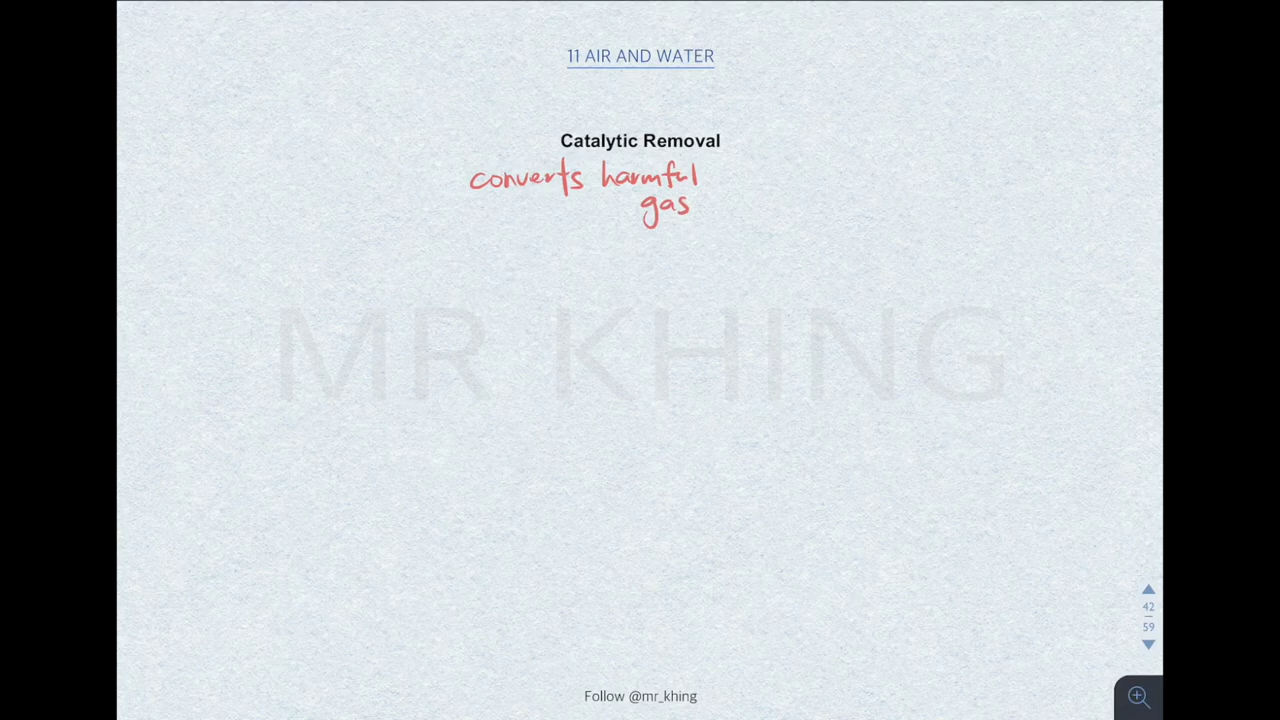 11 AIR AND WATER
Catalytic Removal
converts harmful
gas
MR KHING
42
59
Follow @mr_khing